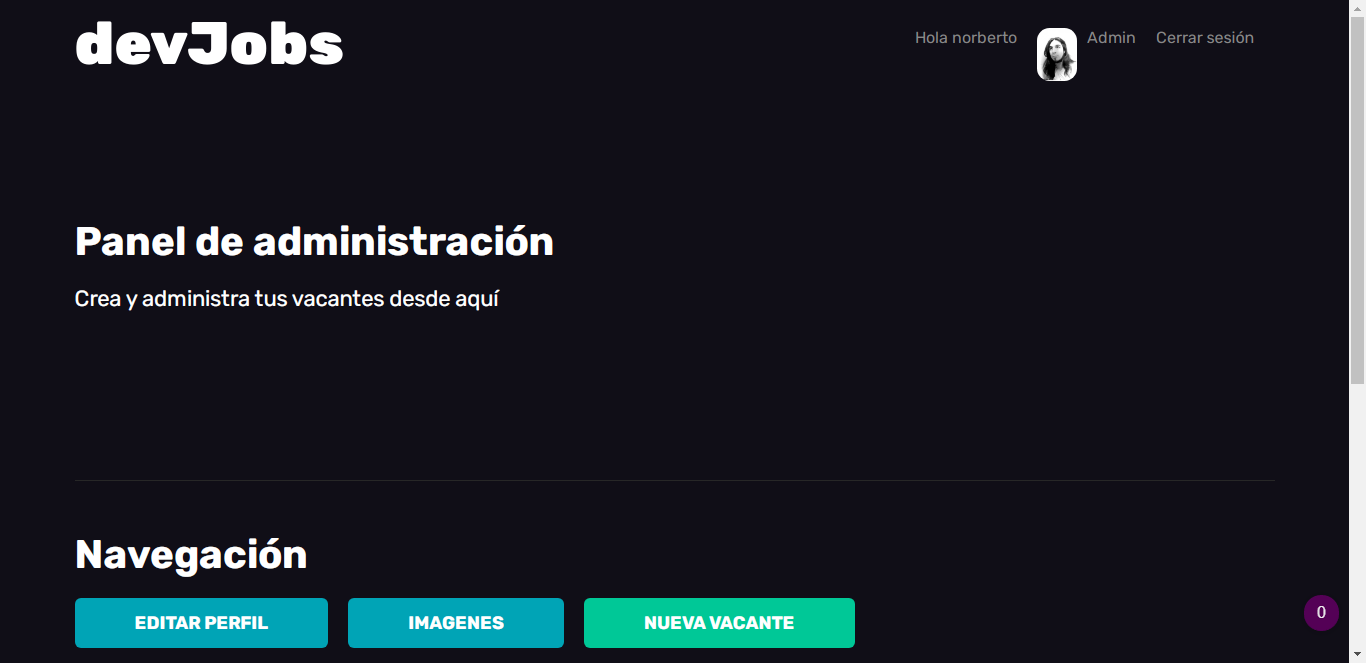 devJobs
Hola norberto Admin Cerrar sesión
Panel de administración
Crea y administra tus vacantes desde aquí
Navegación
EDITAR PERFIL IMAGENES NUEVA VACANTE
0